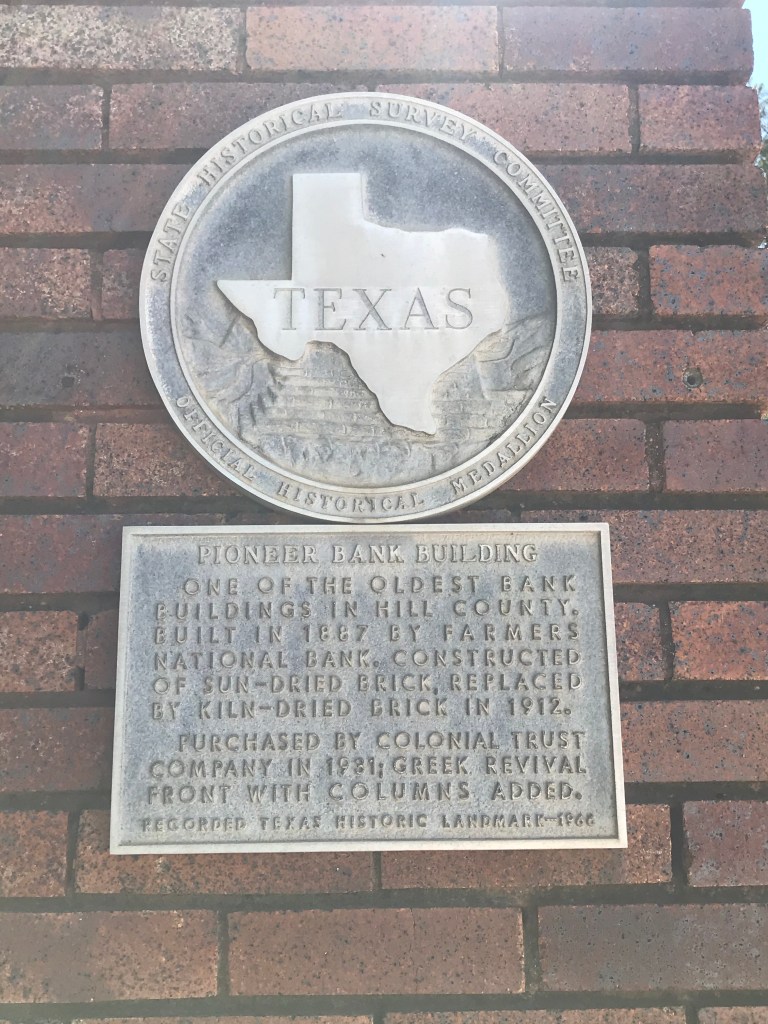 STATE HISTORICAL SURVEY COMMITTEE
TEXAS
OFFICIAL HISTORICAL MEDALLION
PIONEER BANK BUILDING
ONE OF THE OLDEST BANK
BUILDINGS IN HILL COUNTY.
BUILT IN 1887 BY FARMERS
NATIONAL BANK. CONSTRUCTED
OF SUN-DRIED BRICK, REPLACED
BY KILN-DRIED BRICK IN 1912.
PURCHASED BY COLONIAL TRUST
COMPANY IN 1931; GREEK REVIVAL
FRONT WITH COLUMNS ADDED.
RECORDED TEXAS HISTORIC LANDMARK-1966